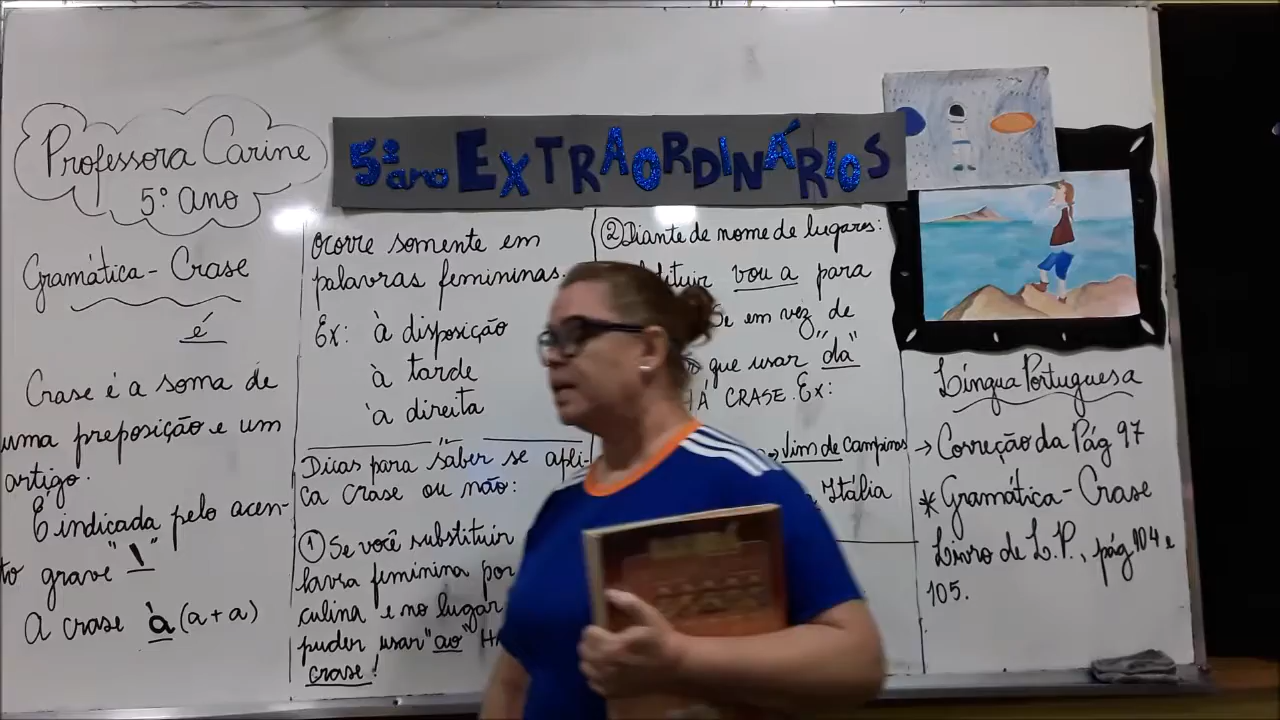 Professora Carine
5º ano
5º ano EXTRAORDINÁRIOS
Gramática - Crase
é
Crase é a soma de
uma preposição e um
artigo.
É indicada pelo acen-
to grave "\"
A crase à (a + a)
ocorre somente em
palavras femininas.
Ex: à disposição
à tarde
à direita
Dicas para saber se apli-
ca crase ou não:
① Se você substituir
lavra feminina por
culina e no lugar
puder usar "ao" HÁ
crase!
② Diante de nome de lugares:
vou a para
Se em vez de
que usar "da"
HÁ CRASE. Ex:
→ Vim de Campinas
Itália
Língua Portuguesa
→ Correção da Pág 97
* Gramática - Crase
Livro de L.P., pág 104 e
105.